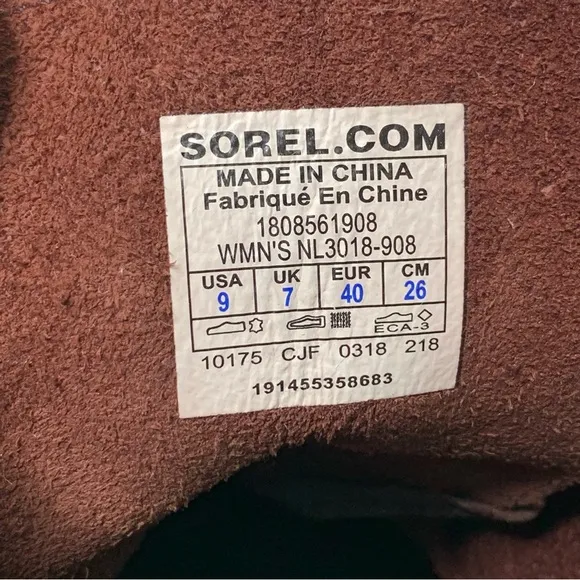 SOREL.COM
MADE IN CHINA
Fabriqué En Chine
1808561908
WMN'S NL3018-908
USA UK EUR CM
9 7 40 26
ECA-3
10175 CJF 0318 218
191455358683